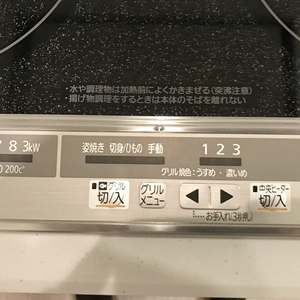 水や調理物は加熱前によくかきまぜる(突沸注意)
揚げ物調理をするときは本体のそばを離れない
7 8 3kW
姿焼き 切身/ひもの 手動
1 2 3
200℃
グリル焼色:うすめ・濃いめ
グリル
切/入
グリル
メニュー
お手入れ(3秒押し)
中央ヒーター
切/入